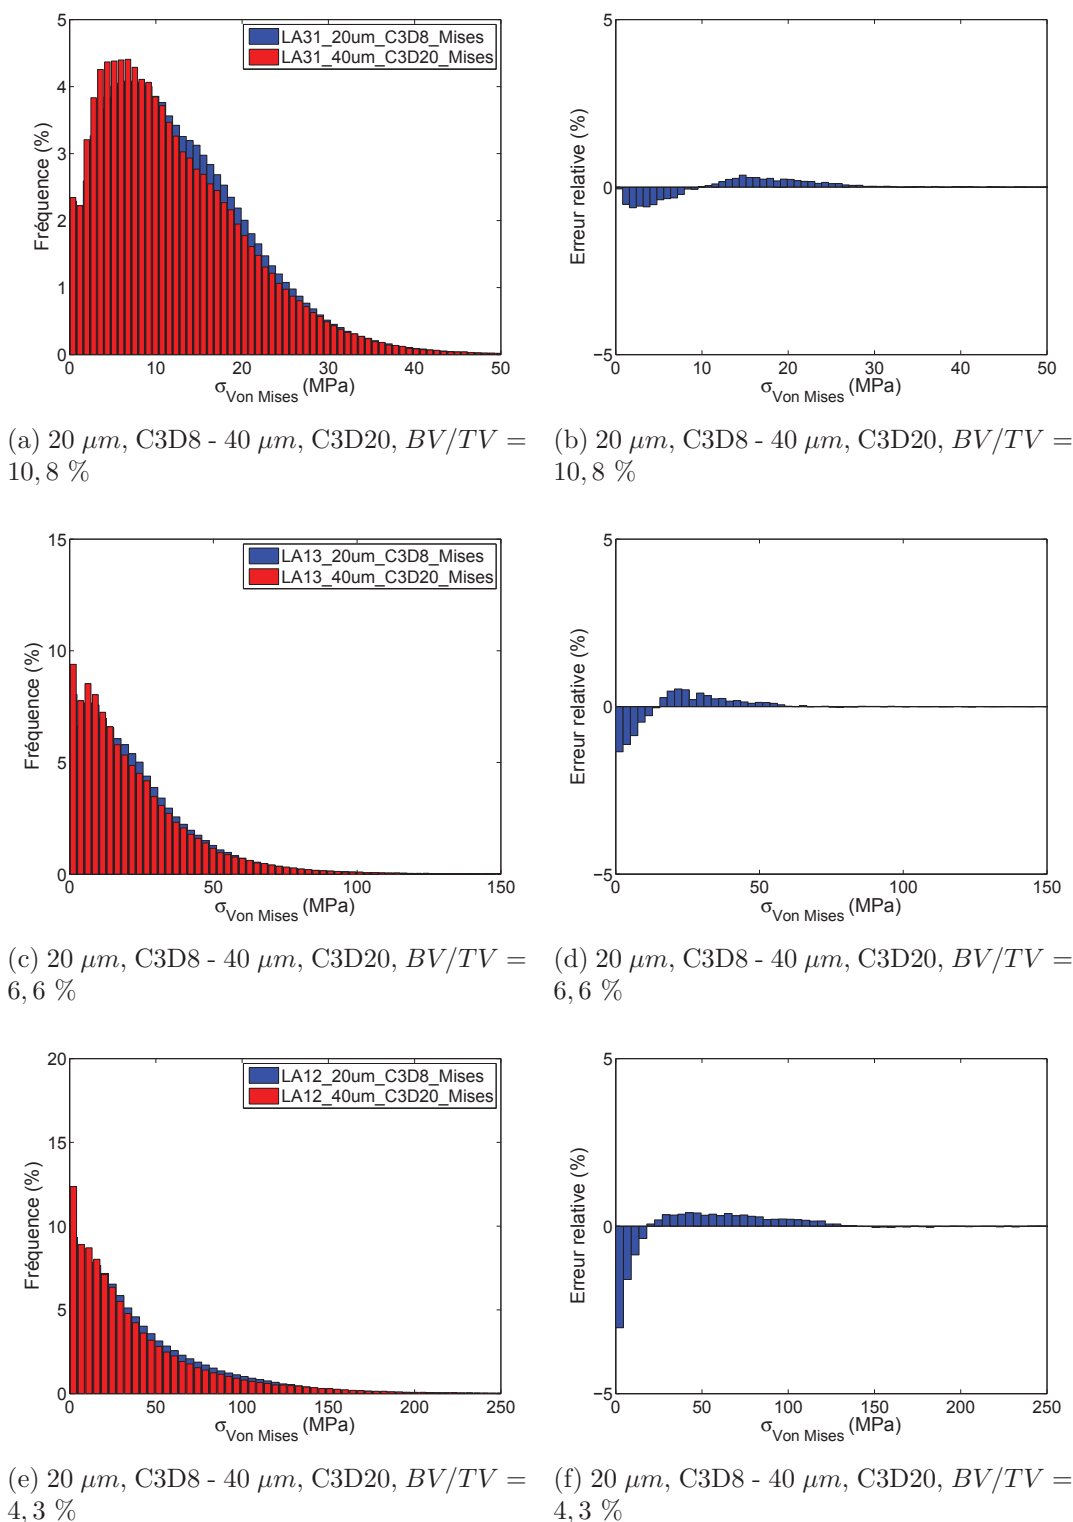 5
4
3
2
1
0
Fréquence (%)
LA31_20um_C3D8_Mises
LA31_40um_C3D20_Mises
0 10 20 30 40 50
σVon Mises (MPa)
5
0
−5
Erreur relative (%)
0 10 20 30 40 50
σVon Mises (MPa)
(a) 20 μm, C3D8 - 40 μm, C3D20, BV/TV =
10,8 %
(b) 20 μm, C3D8 - 40 μm, C3D20, BV/TV =
10,8 %
15
10
5
0
Fréquence (%)
LA13_20um_C3D8_Mises
LA13_40um_C3D20_Mises
0 50 100 150
σVon Mises (MPa)
5
0
−5
Erreur relative (%)
0 50 100 150
σVon Mises (MPa)
(c) 20 μm, C3D8 - 40 μm, C3D20, BV/TV =
6,6 %
(d) 20 μm, C3D8 - 40 μm, C3D20, BV/TV =
6,6 %
20
15
10
5
0
Fréquence (%)
LA12_20um_C3D8_Mises
LA12_40um_C3D20_Mises
0 50 100 150 200 250
σVon Mises (MPa)
5
0
−5
Erreur relative (%)
0 50 100 150 200 250
σVon Mises (MPa)
(e) 20 μm, C3D8 - 40 μm, C3D20, BV/TV =
4,3 %
(f) 20 μm, C3D8 - 40 μm, C3D20, BV/TV =
4,3 %